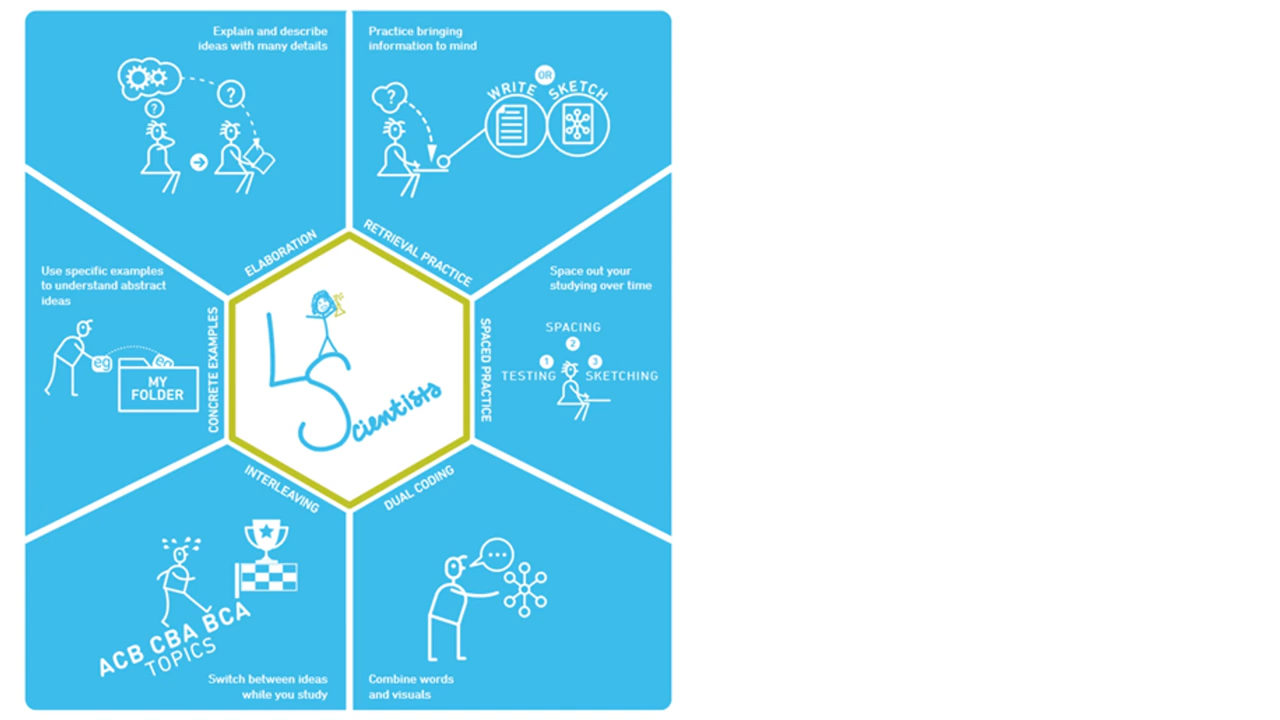 Explain and describe
ideas with many details
?
?
ELABORATION
Practice bringing
information to mind
?
WRITE
OR
SKETCH
RETRIEVAL PRACTICE
Use specific examples
to understand abstract
ideas
eg
eg
MY
FOLDER
CONCRETE EXAMPLES
LScientists
Space out your
studying over time
SPACING
2
1
3
TESTING
SKETCHING
SPACED PRACTICE
INTERLEAVING
ACB CBA BCA
TOPICS
Switch between ideas
while you study
DUAL CODING
...
Combine words
and visuals